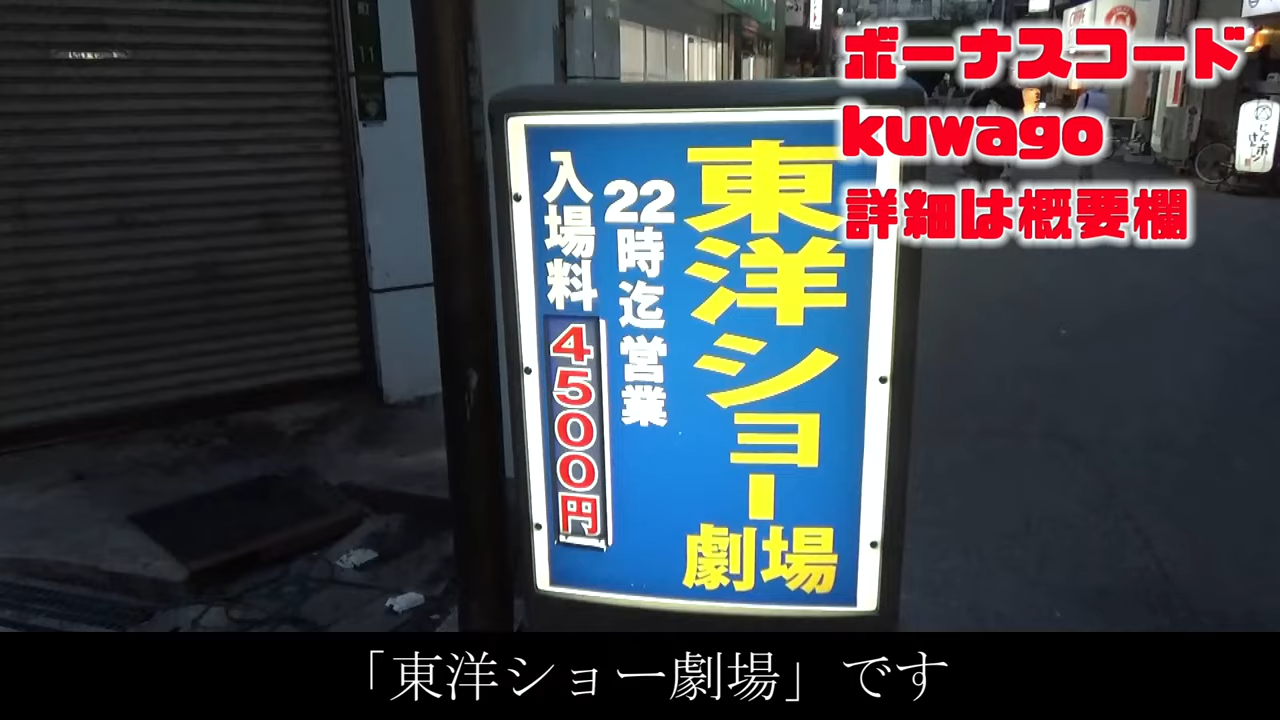 ボーナスコード
kuwago
詳細は概要欄
東洋ショー劇場
22時迄営業
入場料4500円
「東洋ショー劇場」です